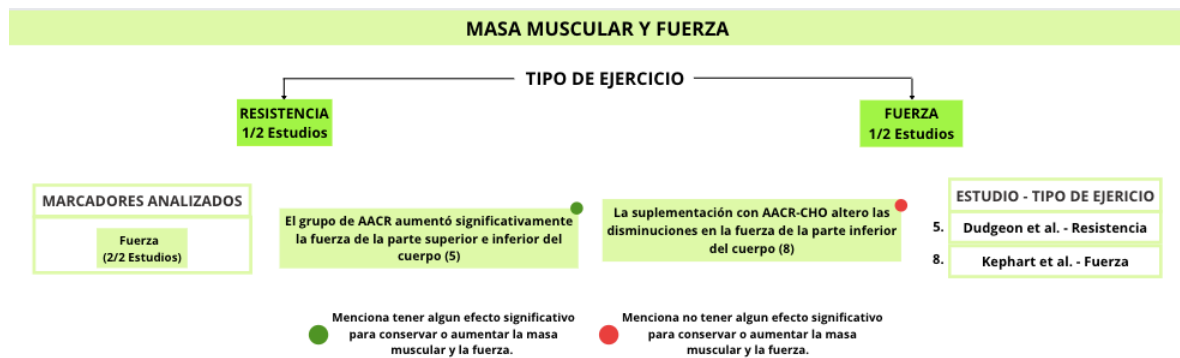 MASA MUSCULAR Y FUERZA
TIPO DE EJERCICIO
RESISTENCIA
1/2 Estudios
FUERZA
1/2 Estudios
MARCADORES ANALIZADOS
Fuerza
(2/2 Estudios)
El grupo de AACR aumentó significativamente
la fuerza de la parte superior e inferior del
cuerpo (5)
La suplementación con AACR-CHO altero las
disminuciones en la fuerza de la parte inferior
del cuerpo (8)
ESTUDIO - TIPO DE EJERICIO
5. Dudgeon et al. - Resistencia
8. Kephart et al. - Fuerza
Menciona tener algun efecto significativo
para conservar o aumentar la masa
muscular y la fuerza.
Menciona no tener algun efecto significativo
para conservar o aumentar la masa
muscular y la fuerza.